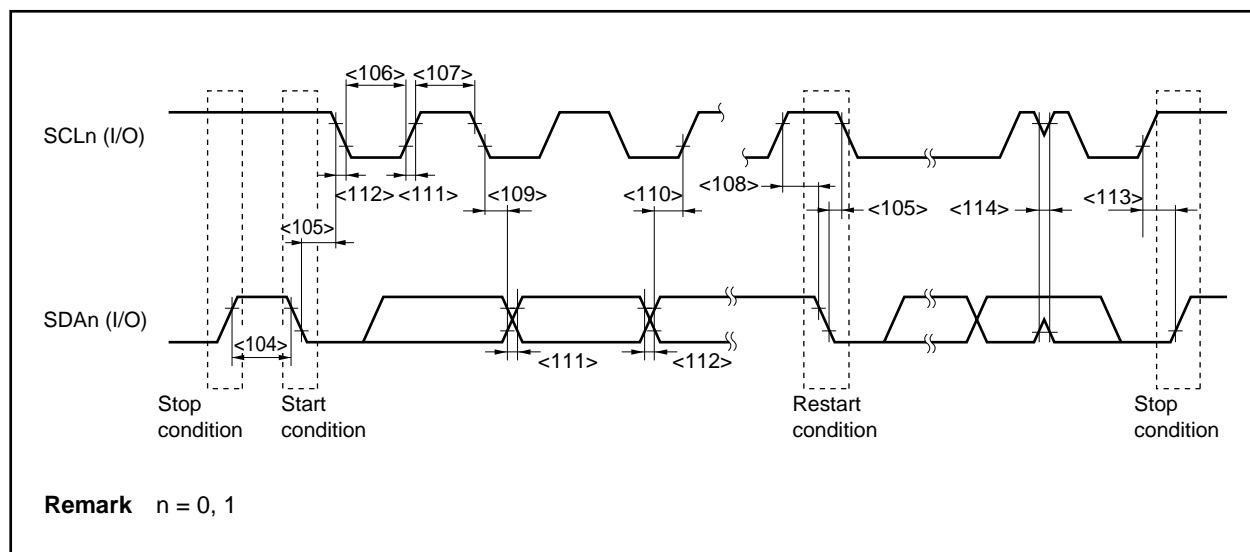 <106> <107>
SCLn (I/O)
<112> <111> <109> <110> <108> <105> <114> <113>
<105>
SDAn (I/O)
<104> <111> <112>
Stop condition
Start condition
Restart condition
Stop condition
Remark n = 0, 1